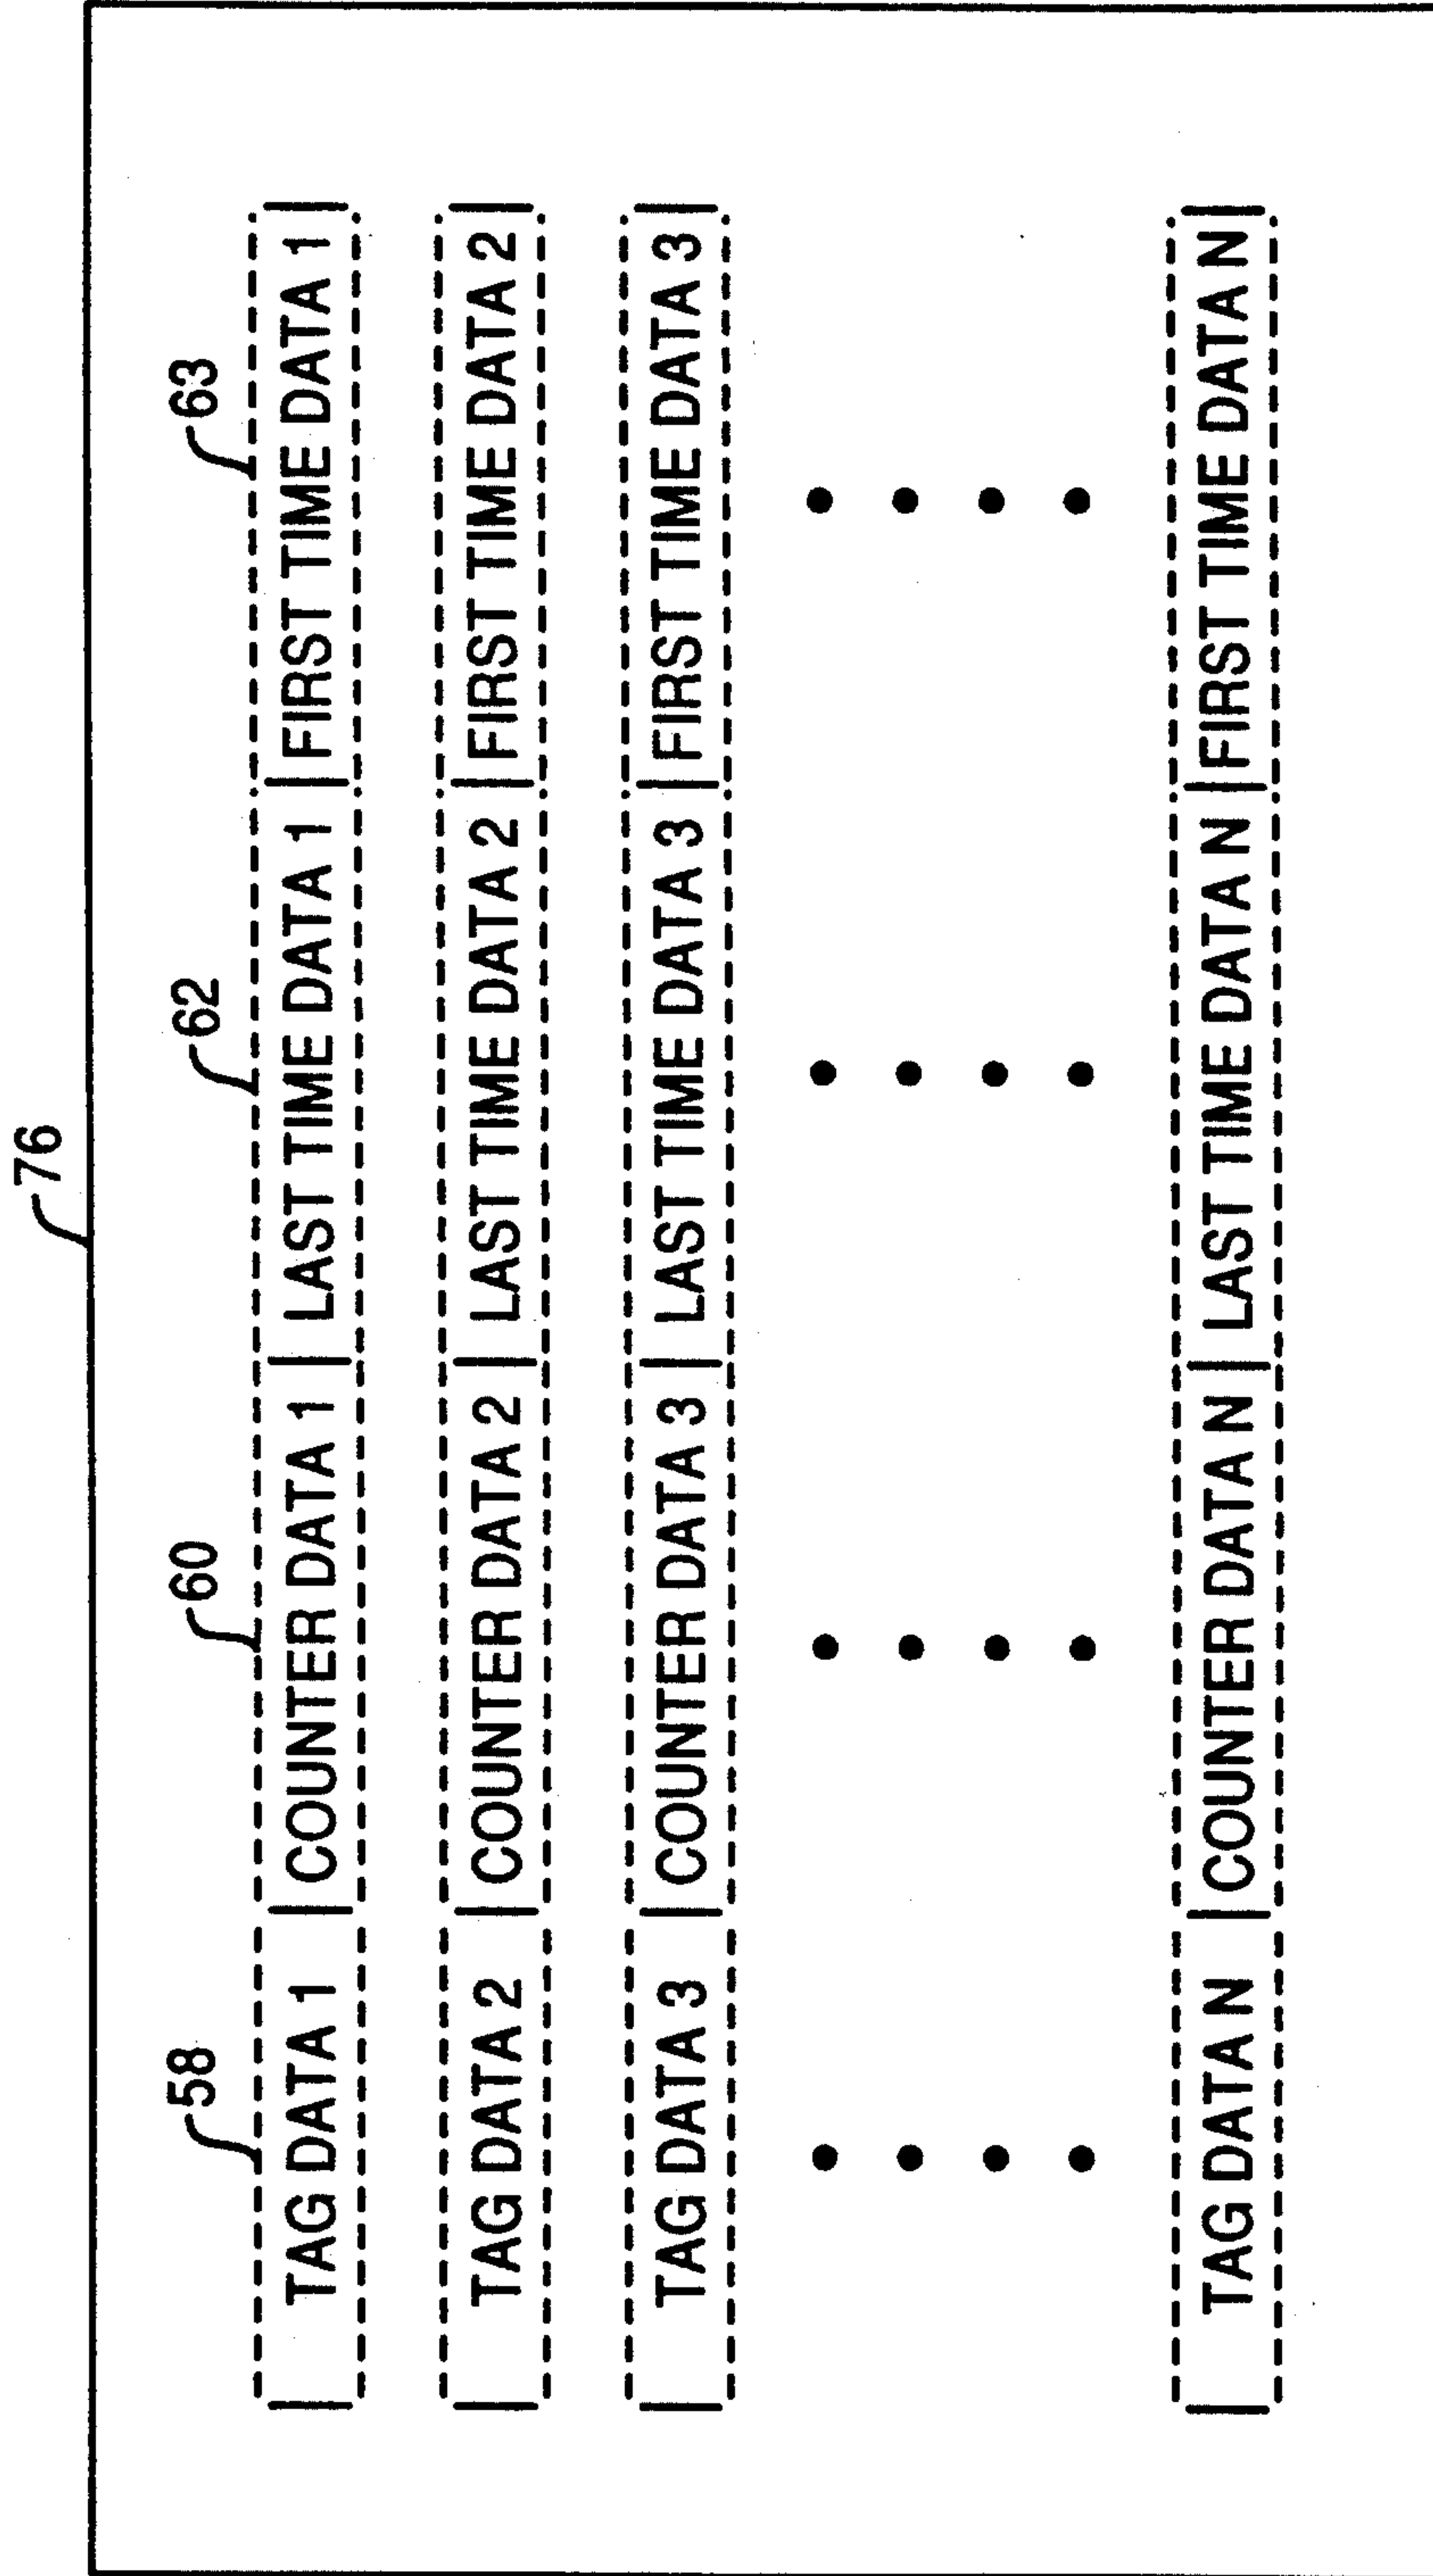 76
58 60 62 63
| TAG DATA 1 | COUNTER DATA 1 | LAST TIME DATA 1 | FIRST TIME DATA 1 |
| TAG DATA 2 | COUNTER DATA 2 | LAST TIME DATA 2 | FIRST TIME DATA 2 |
| TAG DATA 3 | COUNTER DATA 3 | LAST TIME DATA 3 | FIRST TIME DATA 3 |
| TAG DATA N | COUNTER DATA N | LAST TIME DATA N | FIRST TIME DATA N |